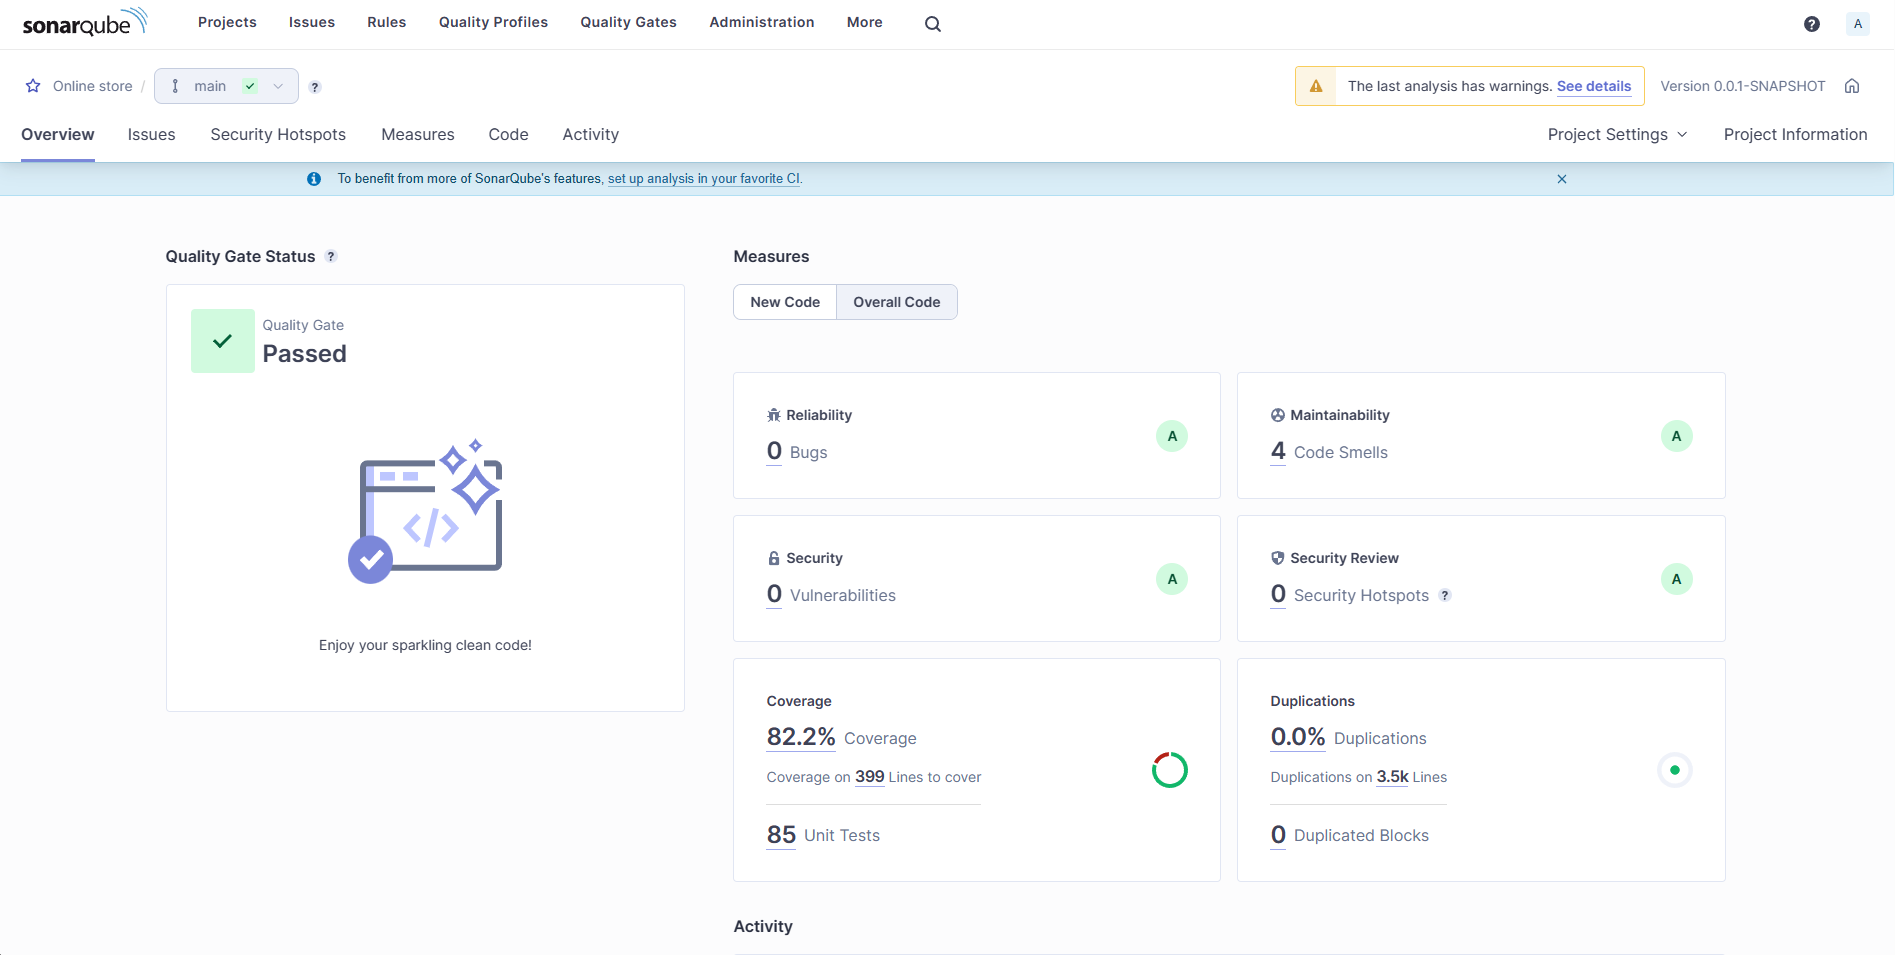 sonarqube Projects Issues Rules Quality Profiles Quality Gates Administration More ? A
Online store / main ? The last analysis has warnings. See details Version 0.0.1-SNAPSHOT
Overview Issues Security Hotspots Measures Code Activity Project Settings Project Information
To benefit from more of SonarQube's features, set up analysis in your favorite CI.
Quality Gate Status ?
Quality Gate
Passed
</>
Enjoy your sparkling clean code!
Measures
New Code Overall Code
Reliability
0 Bugs
A
Maintainability
4 Code Smells
A
Security
0 Vulnerabilities
A
Security Review
0 Security Hotspots ?
A
Coverage
82.2% Coverage
Coverage on 399 Lines to cover
85 Unit Tests
Duplications
0.0% Duplications
Duplications on 3.5k Lines
0 Duplicated Blocks
Activity